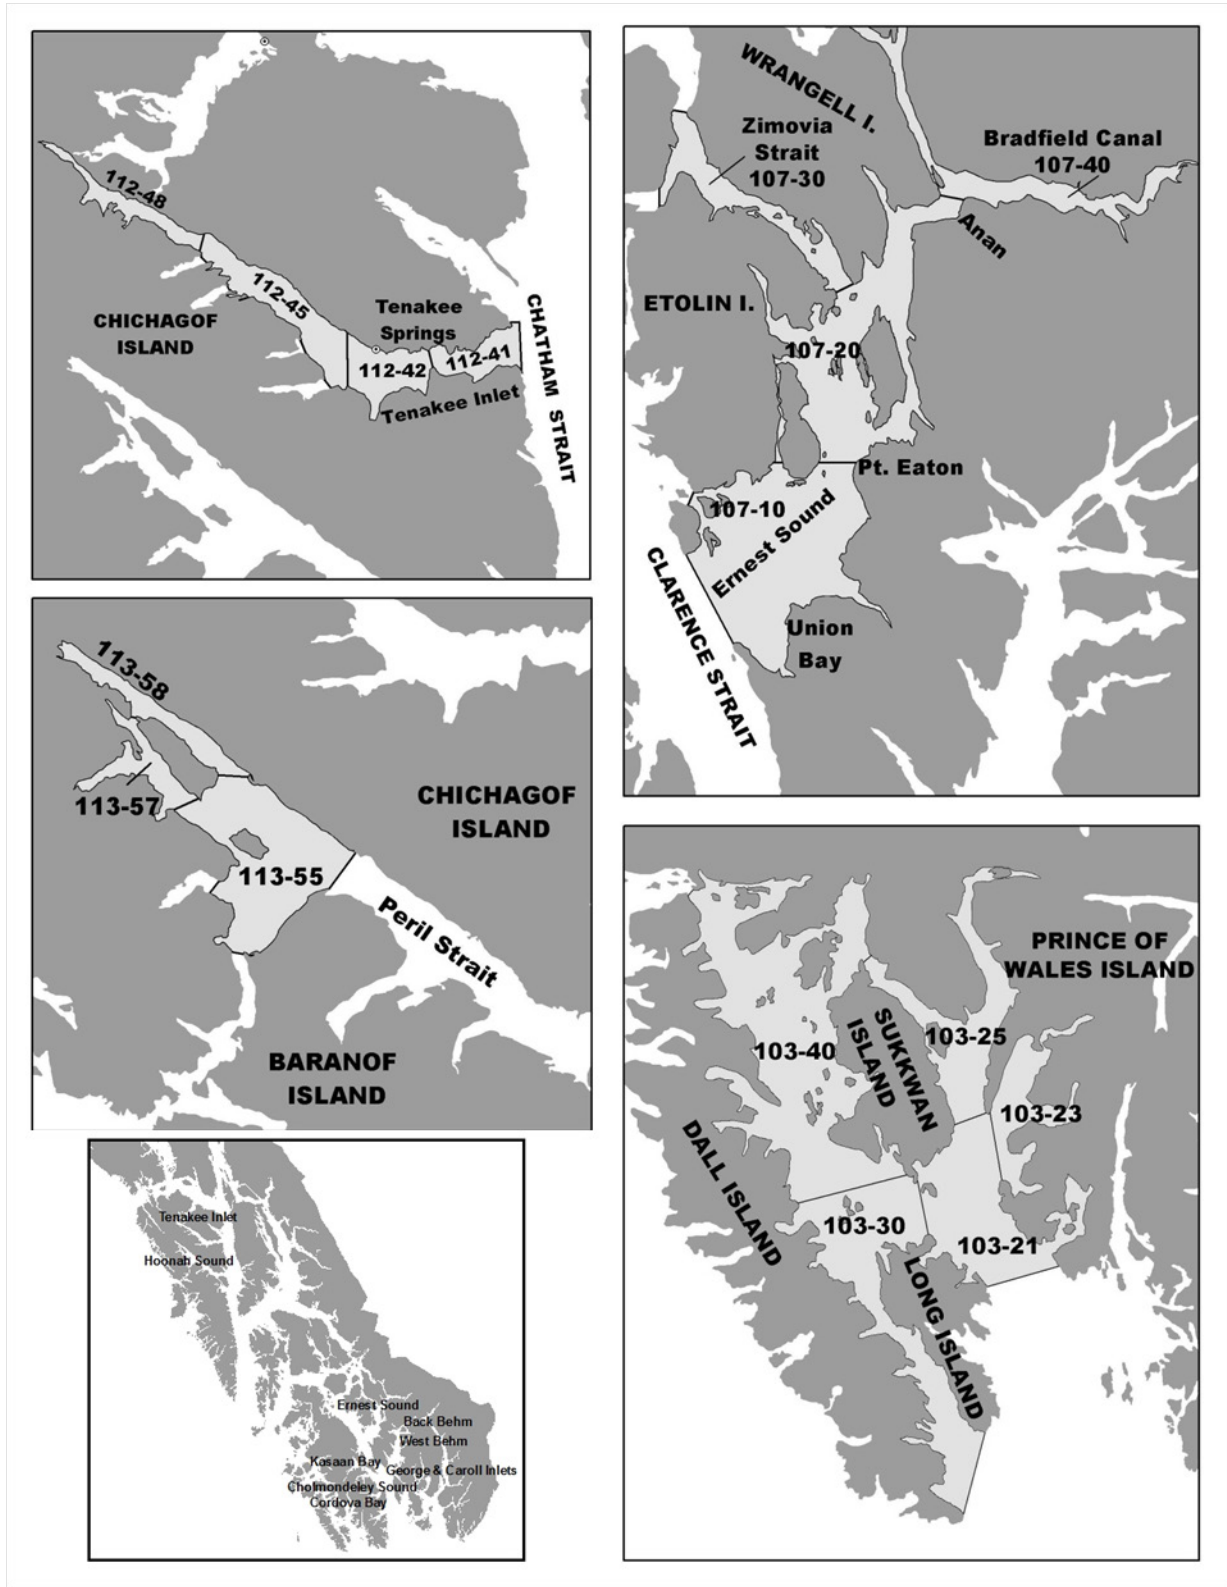 112-48
112-45
CHICHAGOF
ISLAND
Tenakee
Springs
112-42
112-41
Tenakee Inlet
CHATHAM STRAIT
WRANGELL I.
Zimovia
Strait
107-30
Bradfield Canal
107-40
Anan
ETOLIN I.
107-20
Pt. Eaton
107-10
Ernest Sound
CLARENCE STRAIT
Union
Bay
113-58
113-57
CHICHAGOF
ISLAND
113-55
Peril Strait
BARANOF
ISLAND
PRINCE OF
WALES ISLAND
SUKKWAN
ISLAND
103-25
103-40
103-23
DALL ISLAND
103-30
103-21
LONG ISLAND
Tenakee Inlet
Hoonah Sound
Ernest Sound
Back Behm
West Behm
Kasaan Bay
George & Caroll Inlets
Cholmondeley Sound
Cordova Bay